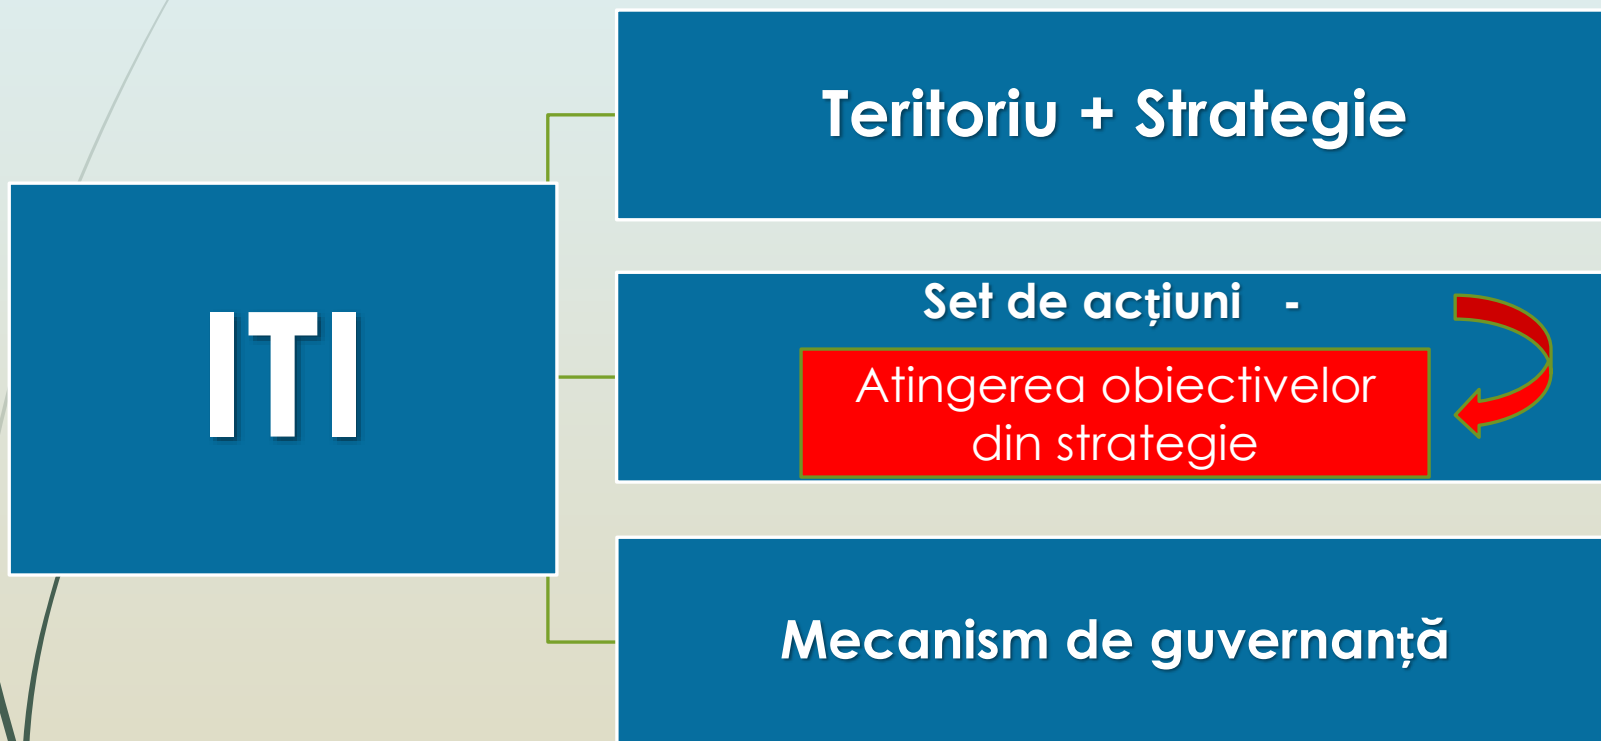 ITI
Teritoriu + Strategie
Set de acțiuni -
Atingerea obiectivelor
din strategie
Mecanism de guvernanță